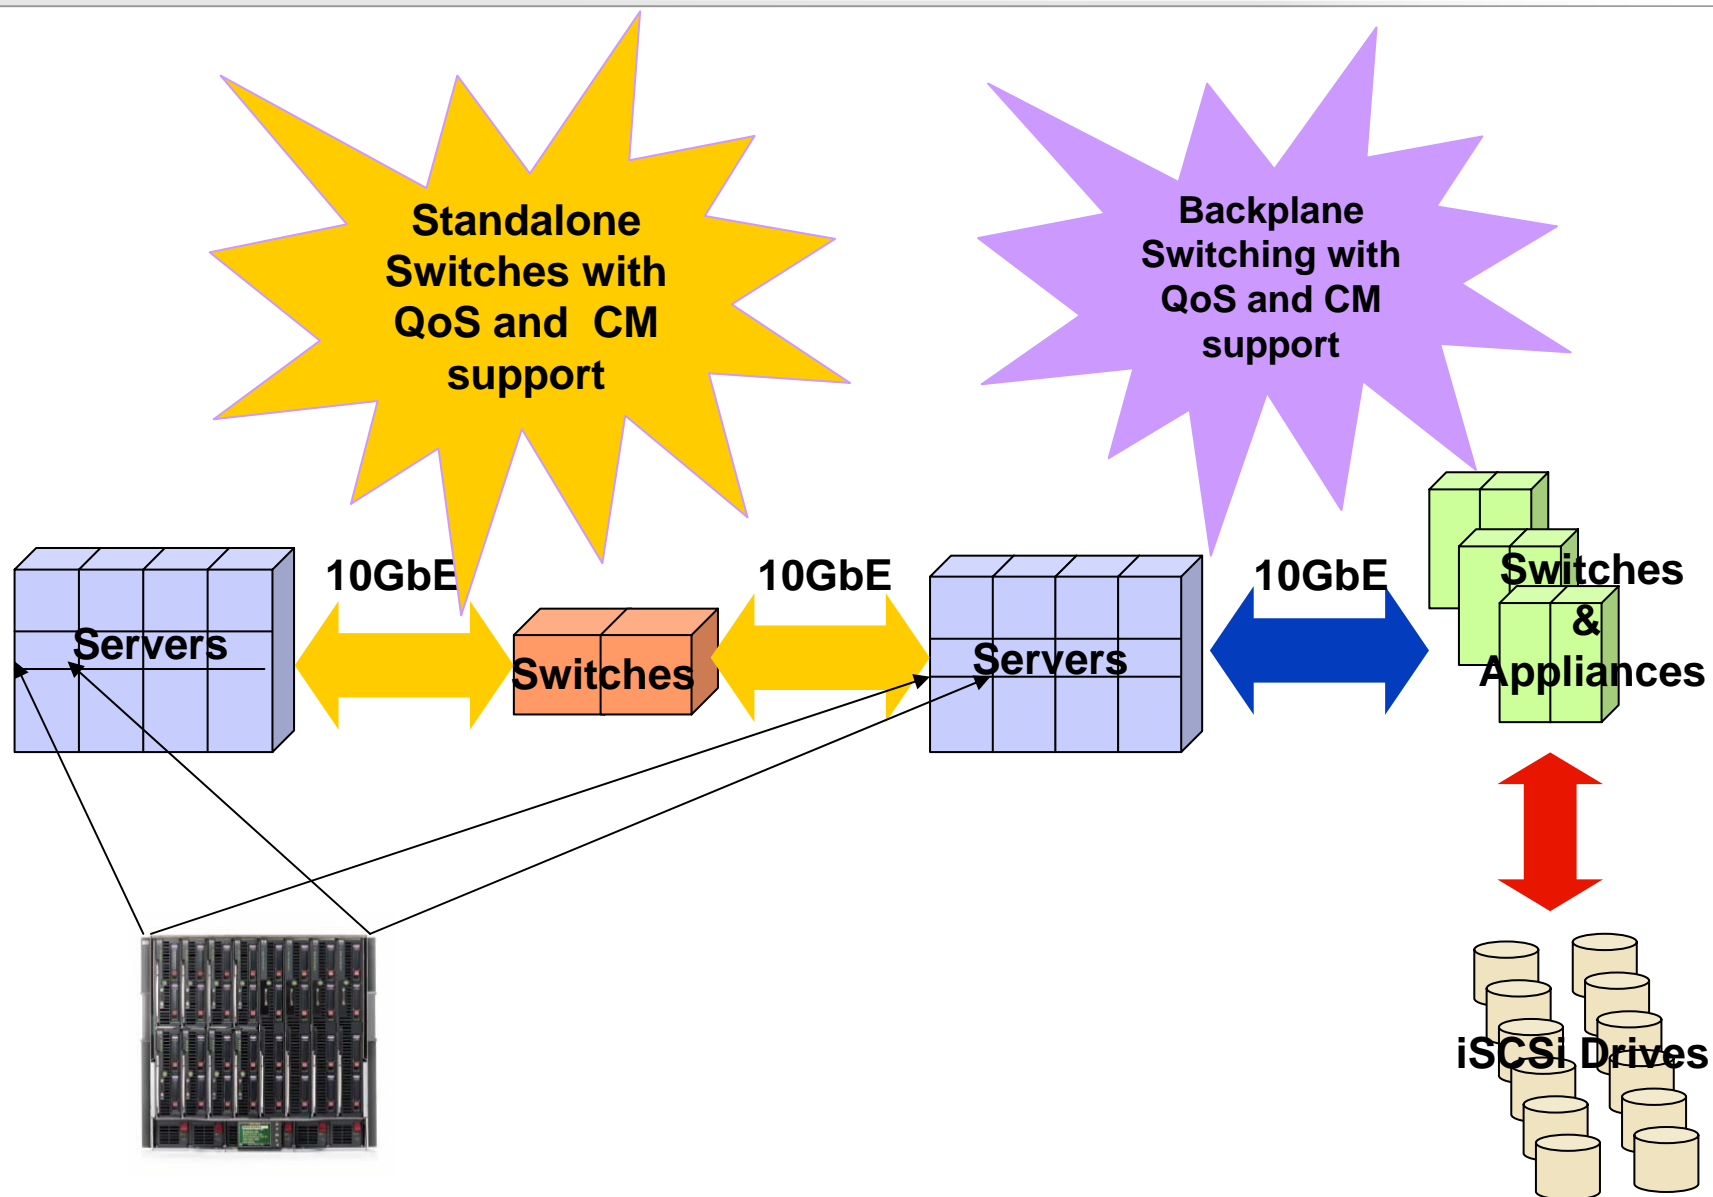 Standalone
Switches with
QoS and CM
support
Backplane
Switching with
QoS and CM
support
10GbE
10GbE
10GbE
Servers
Switches
Servers
Switches
&
Appliances
iSCSi Drives